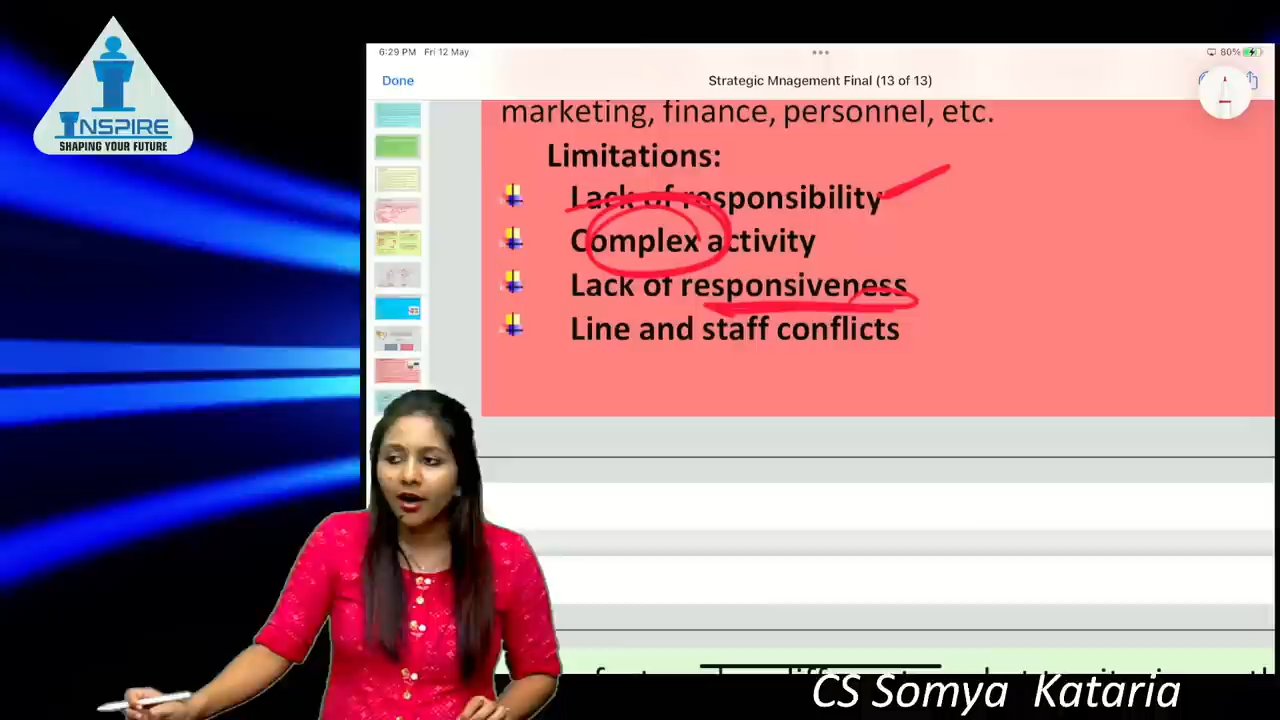 INSPIRE
SHAPING YOUR FUTURE
6:29 PM Fri 12 May
80%
Done
Strategic Mnagement Final (13 of 13)
marketing, finance, personnel, etc.
Limitations:
Lack of responsibility
Complex activity
Lack of responsiveness
Line and staff conflicts
CS Somya Kataria